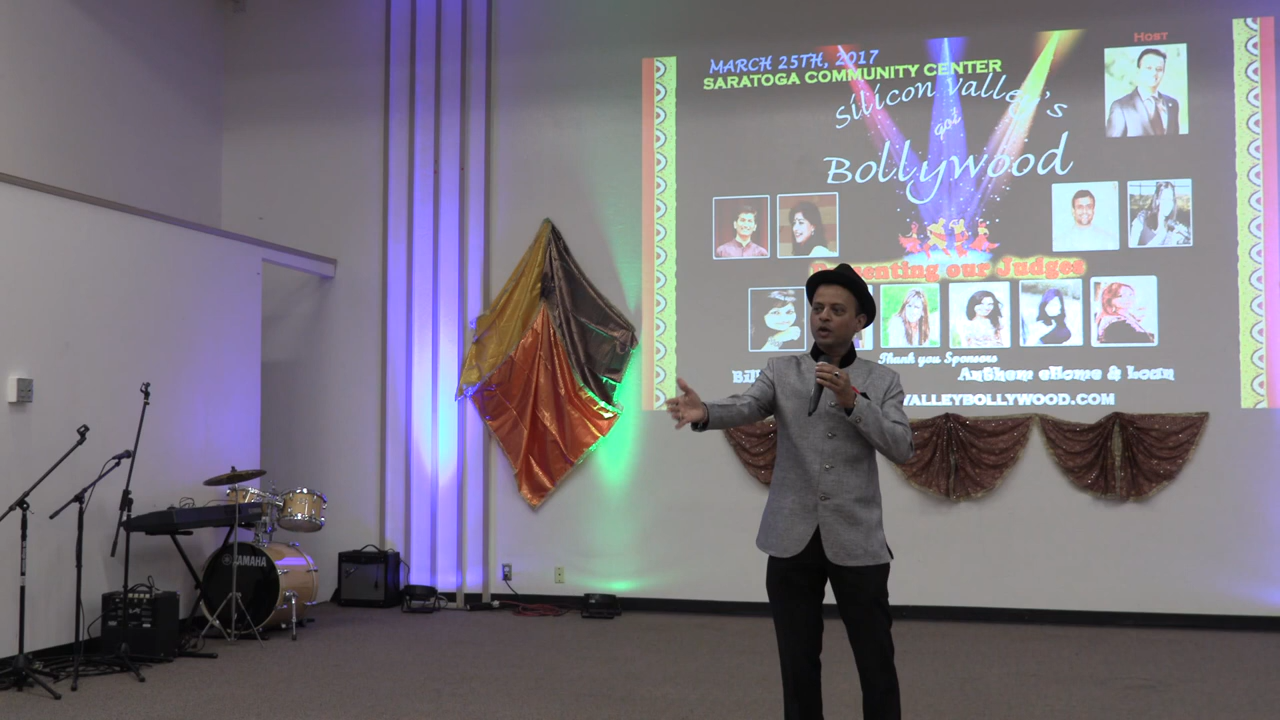 HOST
MARCH 25TH, 2017
SARATOGA COMMUNITY CENTER
Silicon Valley's
got
Bollywood
our Judges
Thank you Sponsors
Anthem eHome & Loan
VALLEYBOLLYWOOD.COM
YAMAHA